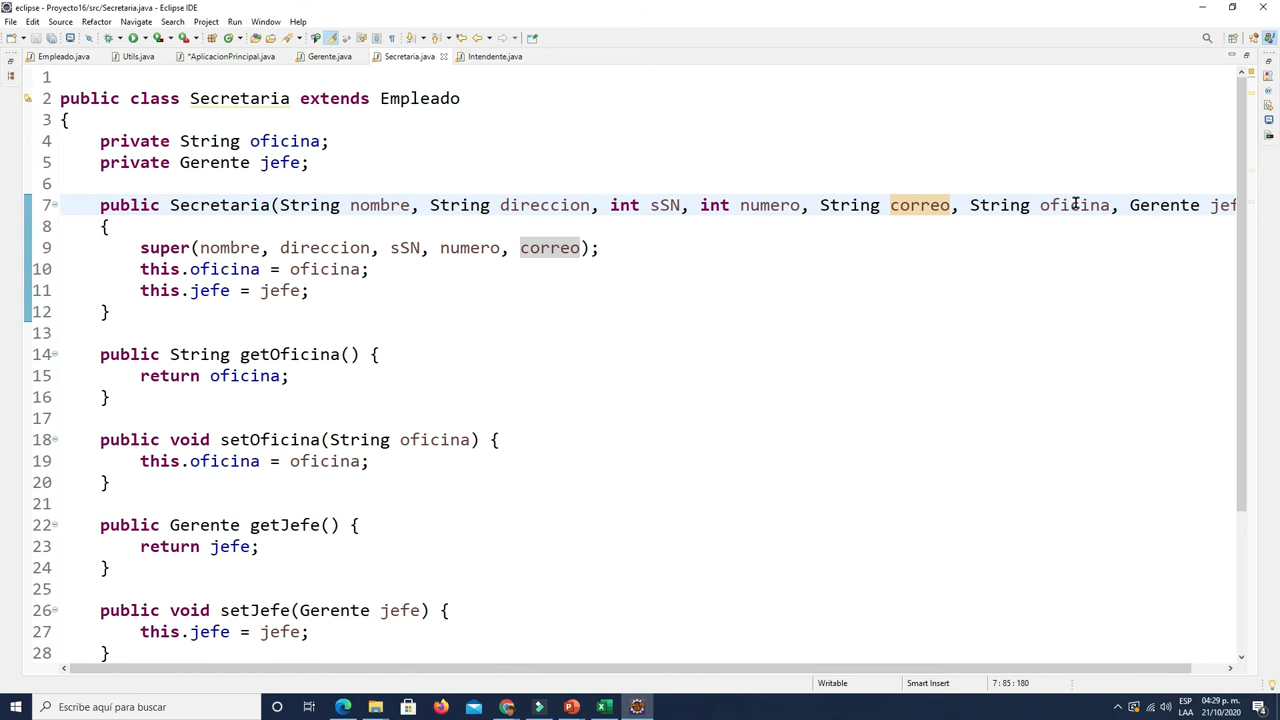 eclipse - Proyecto16/src/Secretaria.java - Eclipse IDE
File Edit Source Refactor Navigate Search Project Run Window Help
Empleado.java Utils.java *AplicacionPrincipal.java Gerente.java Secretaria.java Intendente.java
1
2 public class Secretaria extends Empleado
3 {
4 private String oficina;
5 private Gerente jefe;
6
7 public Secretaria(String nombre, String direccion, int sSN, int numero, String correo, String oficina, Gerente jef
8 {
9 super(nombre, direccion, sSN, numero, correo);
10 this.oficina = oficina;
11 this.jefe = jefe;
12 }
13
14 public String getOficina() {
15 return oficina;
16 }
17
18 public void setOficina(String oficina) {
19 this.oficina = oficina;
20 }
21
22 public Gerente getJefe() {
23 return jefe;
24 }
25
26 public void setJefe(Gerente jefe) {
27 this.jefe = jefe;
28 }
Writable Smart Insert 7 : 85 : 180
Escribe aquí para buscar
ESP 04:29 p. m.
LAA 21/10/2020
4